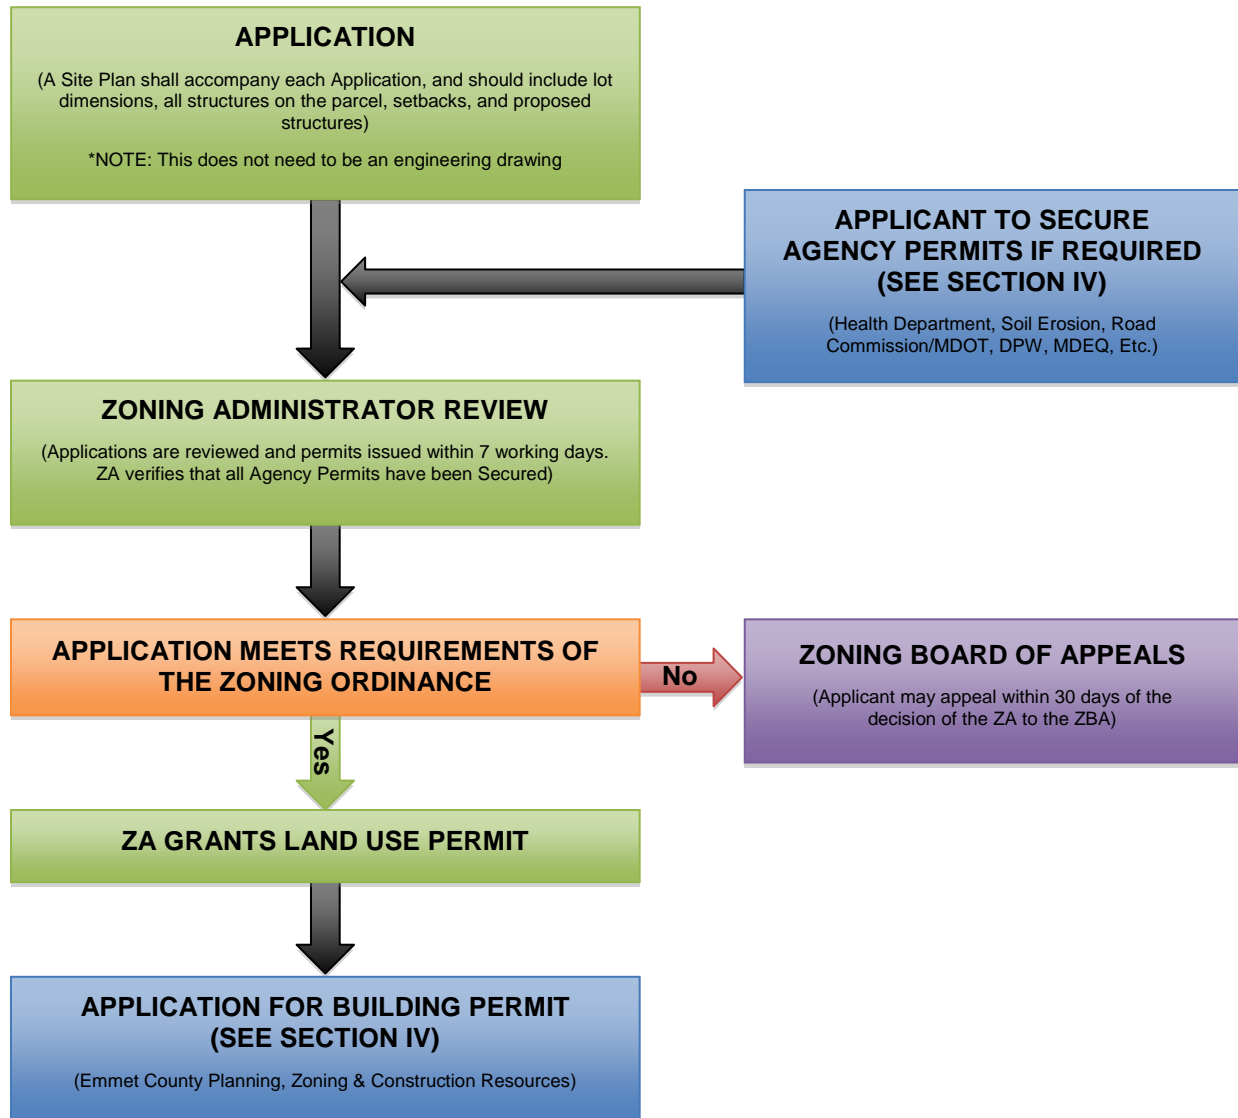 APPLICATION
(A Site Plan shall accompany each Application, and should include lot
dimensions, all structures on the parcel, setbacks, and proposed
structures)
*NOTE: This does not need to be an engineering drawing
APPLICANT TO SECURE
AGENCY PERMITS IF REQUIRED
(SEE SECTION IV)
(Health Department, Soil Erosion, Road
Commission/MDOT, DPW, MDEQ, Etc.)
ZONING ADMINISTRATOR REVIEW
(Applications are reviewed and permits issued within 7 working days.
ZA verifies that all Agency Permits have been Secured)
APPLICATION MEETS REQUIREMENTS OF
THE ZONING ORDINANCE
No
ZONING BOARD OF APPEALS
(Applicant may appeal within 30 days of the
decision of the ZA to the ZBA)
Yes
ZA GRANTS LAND USE PERMIT
APPLICATION FOR BUILDING PERMIT
(SEE SECTION IV)
(Emmet County Planning, Zoning & Construction Resources)